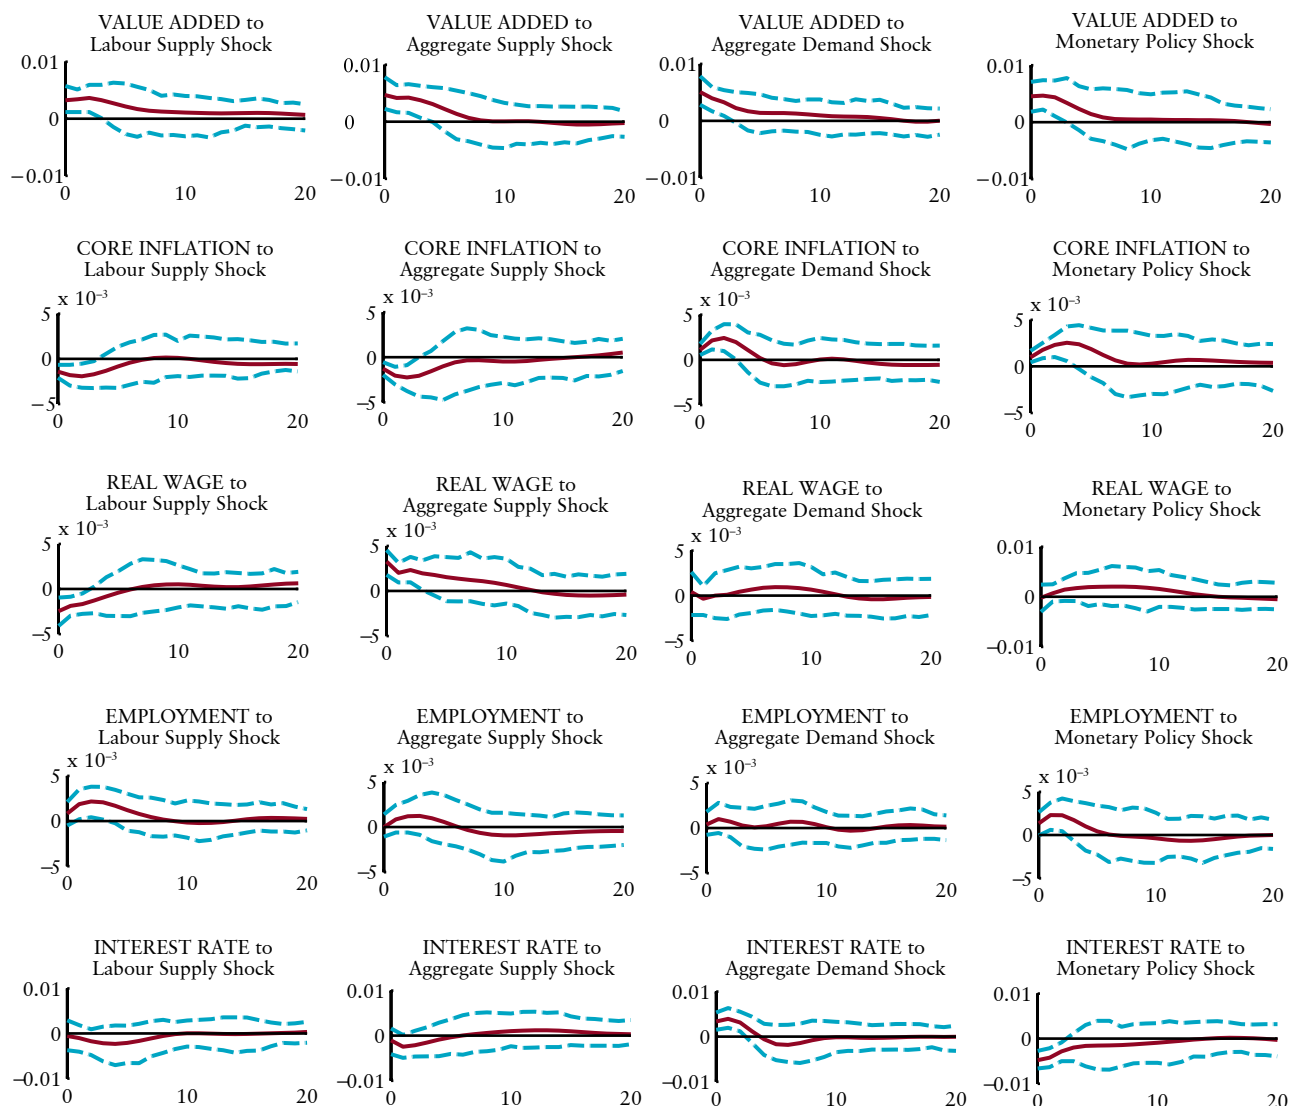 VALUE ADDED to
Labour Supply Shock
0.01
0
−0.01
0 10 20
VALUE ADDED to
Aggregate Supply Shock
0.01
0
−0.01
0 10 20
VALUE ADDED to
Aggregate Demand Shock
0.01
0
−0.01
0 10 20
VALUE ADDED to
Monetary Policy Shock
0.01
0
−0.01
0 10 20
CORE INFLATION to
Labour Supply Shock
x 10⁻³
5
0
−5
0 10 20
CORE INFLATION to
Aggregate Supply Shock
x 10⁻³
5
0
−5
0 10 20
CORE INFLATION to
Aggregate Demand Shock
x 10⁻³
5
0
−5
0 10 20
CORE INFLATION to
Monetary Policy Shock
x 10⁻³
5
0
−5
0 10 20
REAL WAGE to
Labour Supply Shock
x 10⁻³
5
0
−5
0 10 20
REAL WAGE to
Aggregate Supply Shock
x 10⁻³
5
0
−5
0 10 20
REAL WAGE to
Aggregate Demand Shock
x 10⁻³
5
0
−5
0 10 20
REAL WAGE to
Monetary Policy Shock
0.01
0
−0.01
0 10 20
EMPLOYMENT to
Labour Supply Shock
x 10⁻³
5
0
−5
0 10 20
EMPLOYMENT to
Aggregate Supply Shock
x 10⁻³
5
0
−5
0 10 20
EMPLOYMENT to
Aggregate Demand Shock
x 10⁻³
5
0
−5
0 10 20
EMPLOYMENT to
Monetary Policy Shock
x 10⁻³
5
0
−5
0 10 20
INTEREST RATE to
Labour Supply Shock
0.01
0
−0.01
0 10 20
INTEREST RATE to
Aggregate Supply Shock
0.01
0
−0.01
0 10 20
INTEREST RATE to
Aggregate Demand Shock
0.01
0
−0.01
0 10 20
INTEREST RATE to
Monetary Policy Shock
0.01
0
−0.01
0 10 20